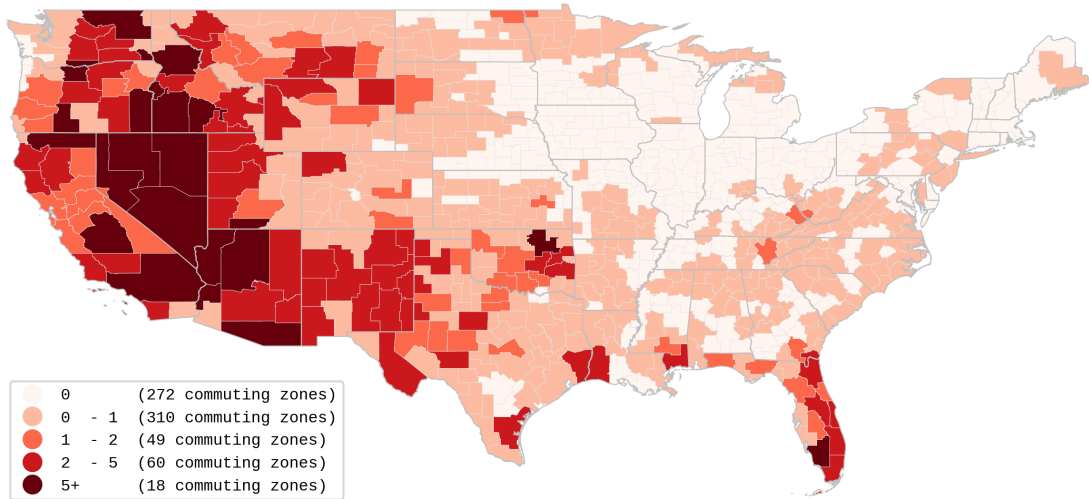 0 (272 commuting zones)
0 - 1 (310 commuting zones)
1 - 2 (49 commuting zones)
2 - 5 (60 commuting zones)
5+ (18 commuting zones)